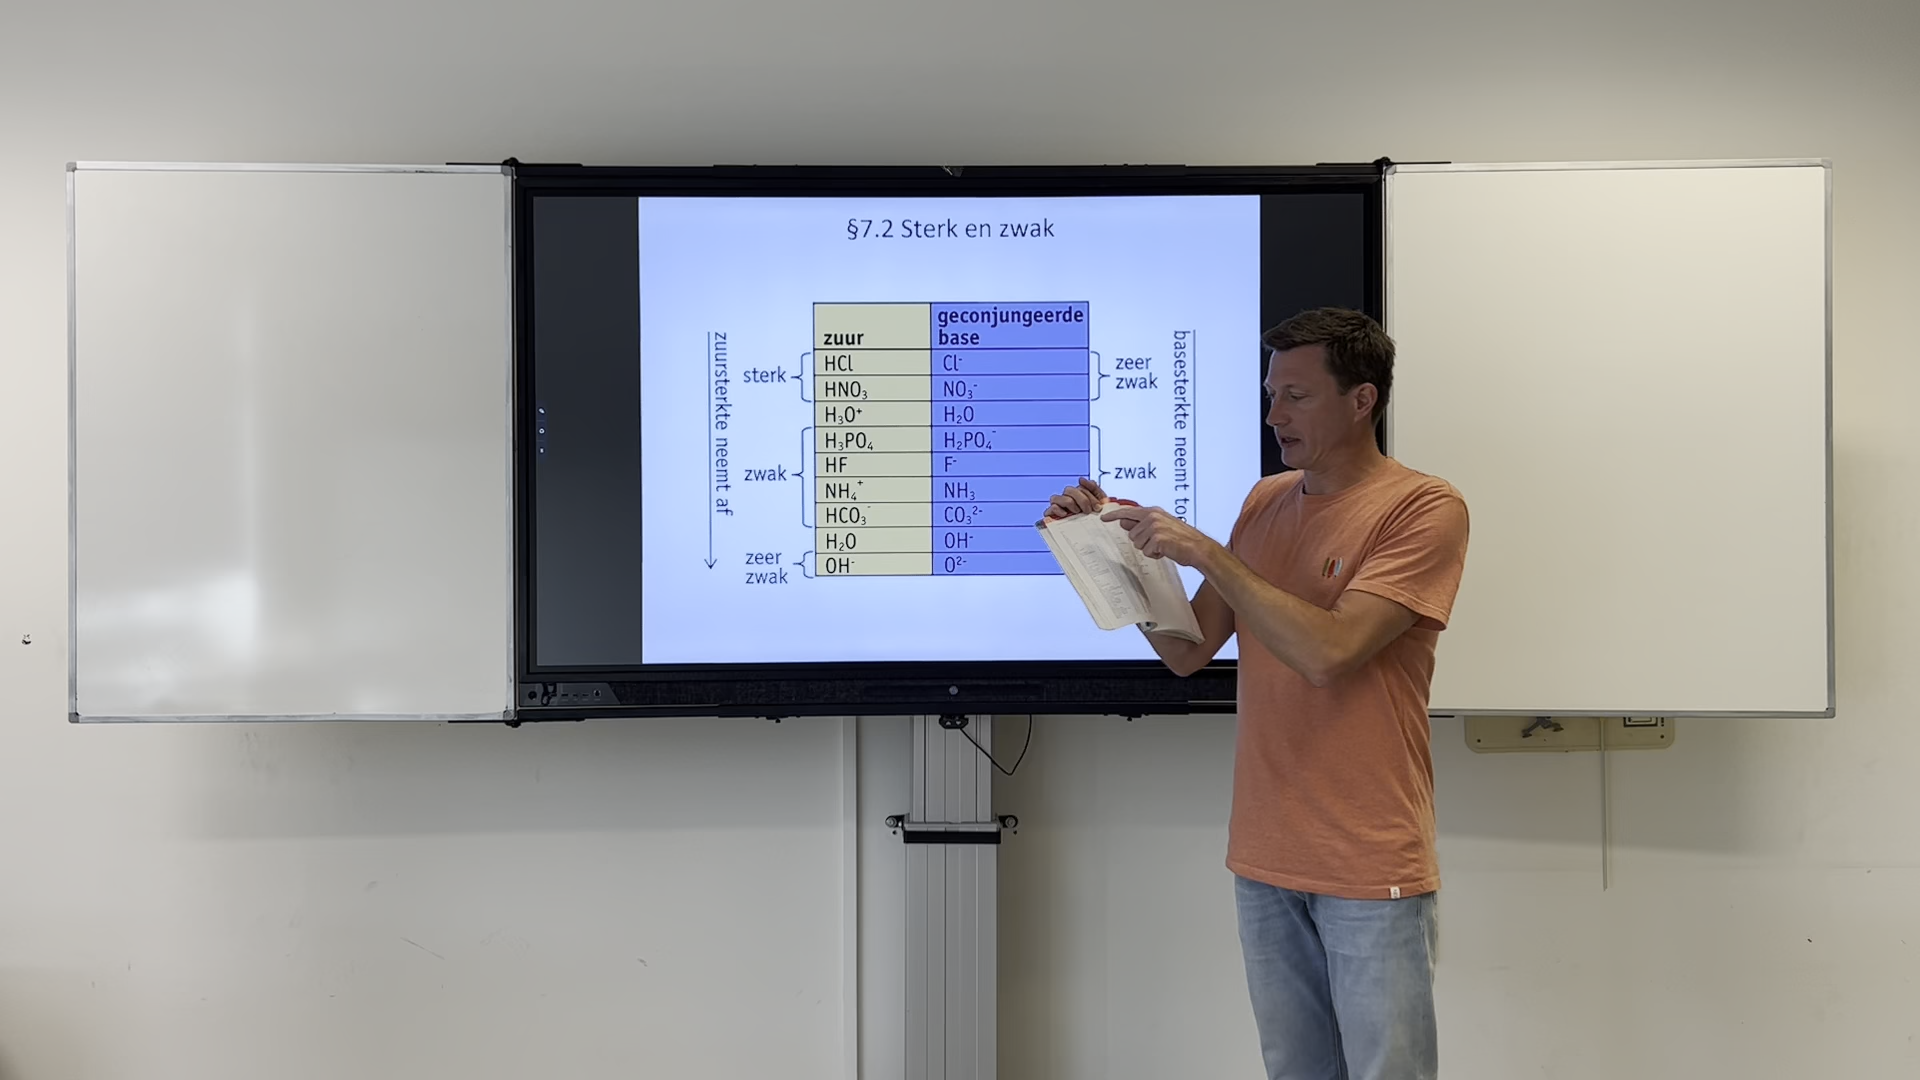 §7.2 Sterk en zwak
zuursterkte neemt af
sterk
zwak
zeer
zwak
zuur geconjungeerde base
HCl Cl⁻
HNO₃ NO₃⁻
H₃O⁺ H₂O
H₃PO₄ H₂PO₄⁻
HF F⁻
NH₄⁺ NH₃
HCO₃⁻ CO₃²⁻
H₂O OH⁻
OH⁻ O²⁻
zeer
zwak
zwak
basesterkte neemt toe